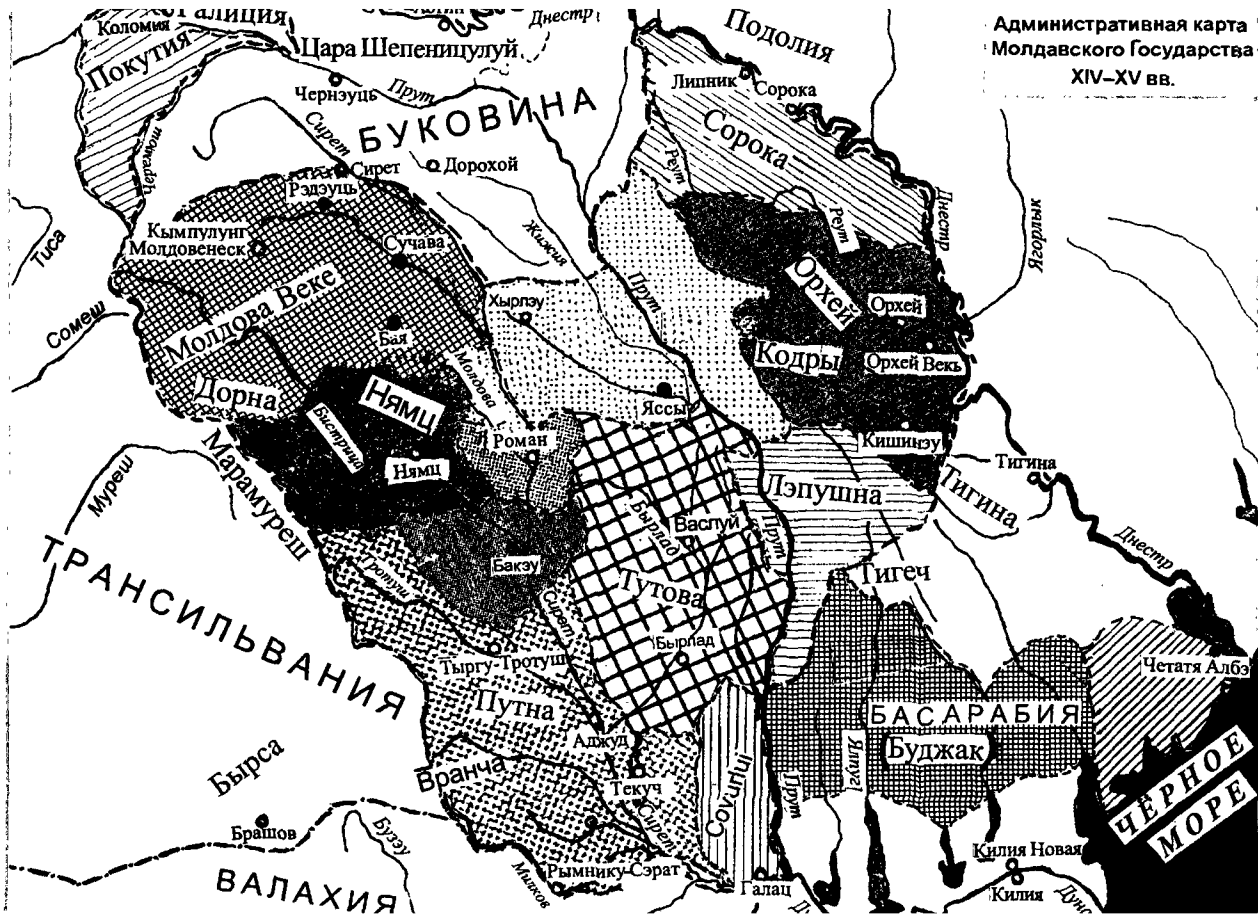 Административная карта
Молдавского Государства
XIV–XV вв.
ГАЛИЦИЯ
Коломия
Покутия
Цара Шепеницулуй
Днестр
Подолия
Чернэуць
Прут
БУКОВИНА
Липник
Сорока
Сорока
Черемош
Сирет
Сирет
Дорохой
Рэдэуць
Реут
Реут
Днестр
Ягорлык
Тиса
Кымпулунг
Молдовенеск
Сучава
Жижия
Сомеш
Молдова Веке
Хырлэу
Прут
Орхей
Орхей
Бая
Молдова
Кодры
Орхей Векь
Дорна
Нямц
Яссы
Бистрица
Роман
Кишинэу
Марамуреш
Нямц
Тигина
Лэпушна
Тигина
Муреш
Бырлад
Васлуй
Прут
Днестр
ТРАНСИЛЬВАНИЯ
Тротуш
Бакэу
Тутова
Тигеч
Сирет
Бырлад
Тыргу-Тротуш
Четатя Албэ
Путна
БАСАРАБИЯ
Буджак
Аджуд
Ялпуг
Бырса
Вранча
Текуч
Прут
ЧЁРНОЕ
МОРЕ
Брашов
Бузэу
Сирет
Килия Новая
ВАЛАХИЯ
Милков
Рымнику-Сэрат
Галац
Килия